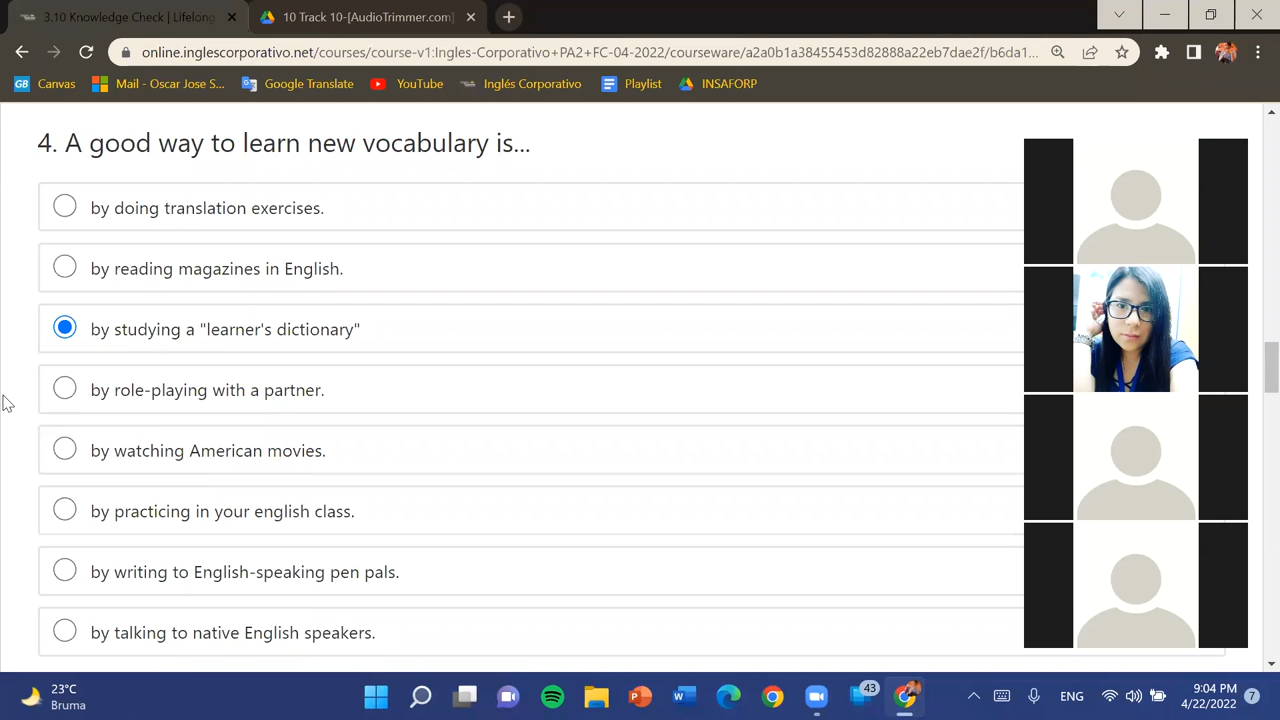 3.10 Knowledge Check | Lifelong
10 Track 10-[AudioTrimmer.com]
online.inglescorporativo.net/courses/course-v1:Ingles-Corporativo+PA2+FC-04-2022/courseware/a2a0b1a38455453d82888a22eb7dae2f/b6da1...
GB Canvas
Mail - Oscar Jose S...
Google Translate
YouTube
Inglés Corporativo
Playlist
INSAFORP
4. A good way to learn new vocabulary is...
by doing translation exercises.
by reading magazines in English.
by studying a "learner's dictionary"
by role-playing with a partner.
by watching American movies.
by practicing in your english class.
by writing to English-speaking pen pals.
by talking to native English speakers.
23°C
Bruma
43
ENG
9:04 PM
4/22/2022
7